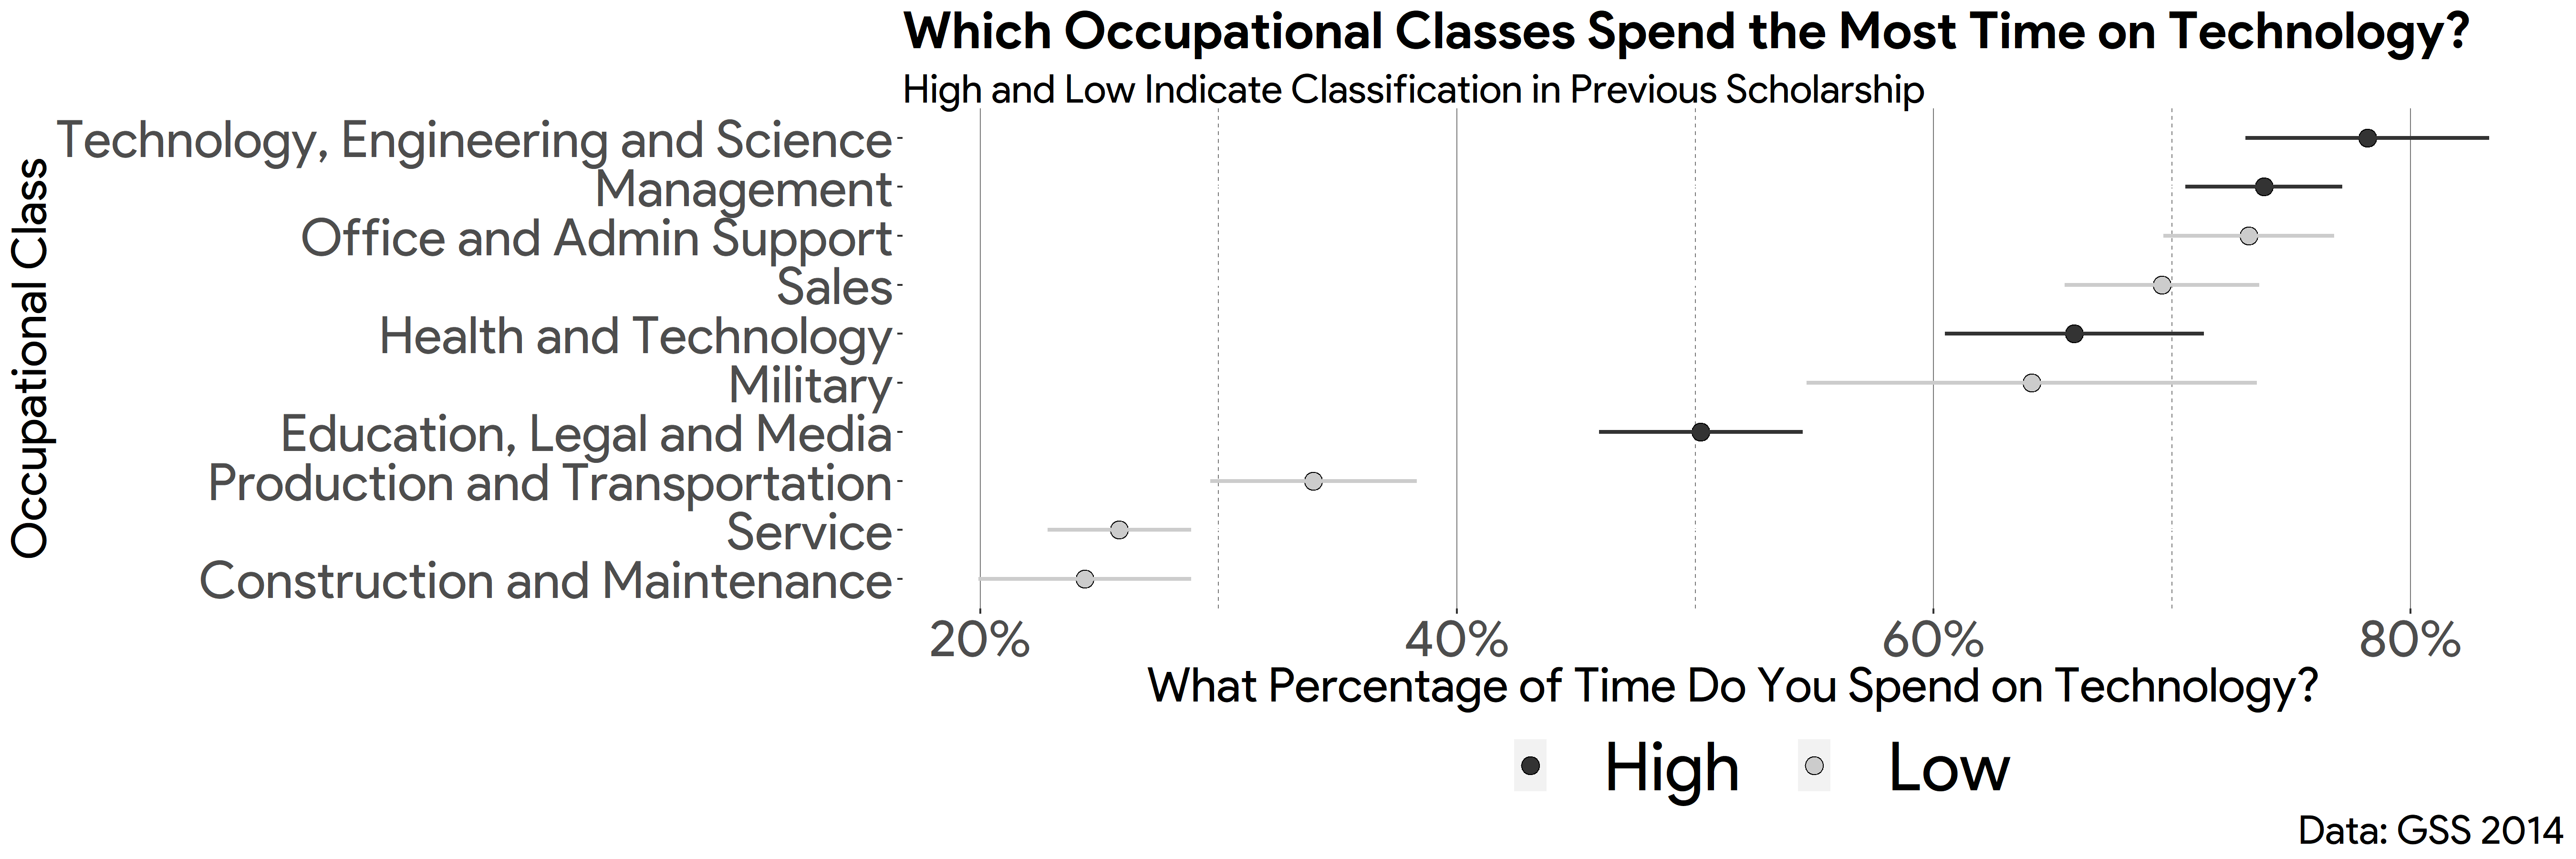 Which Occupational Classes Spend the Most Time on Technology?
High and Low Indicate Classification in Previous Scholarship
Occupational Class
Technology, Engineering and Science
Management
Office and Admin Support
Sales
Health and Technology
Military
Education, Legal and Media
Production and Transportation
Service
Construction and Maintenance
20% 40% 60% 80%
What Percentage of Time Do You Spend on Technology?
High Low
Data: GSS 2014